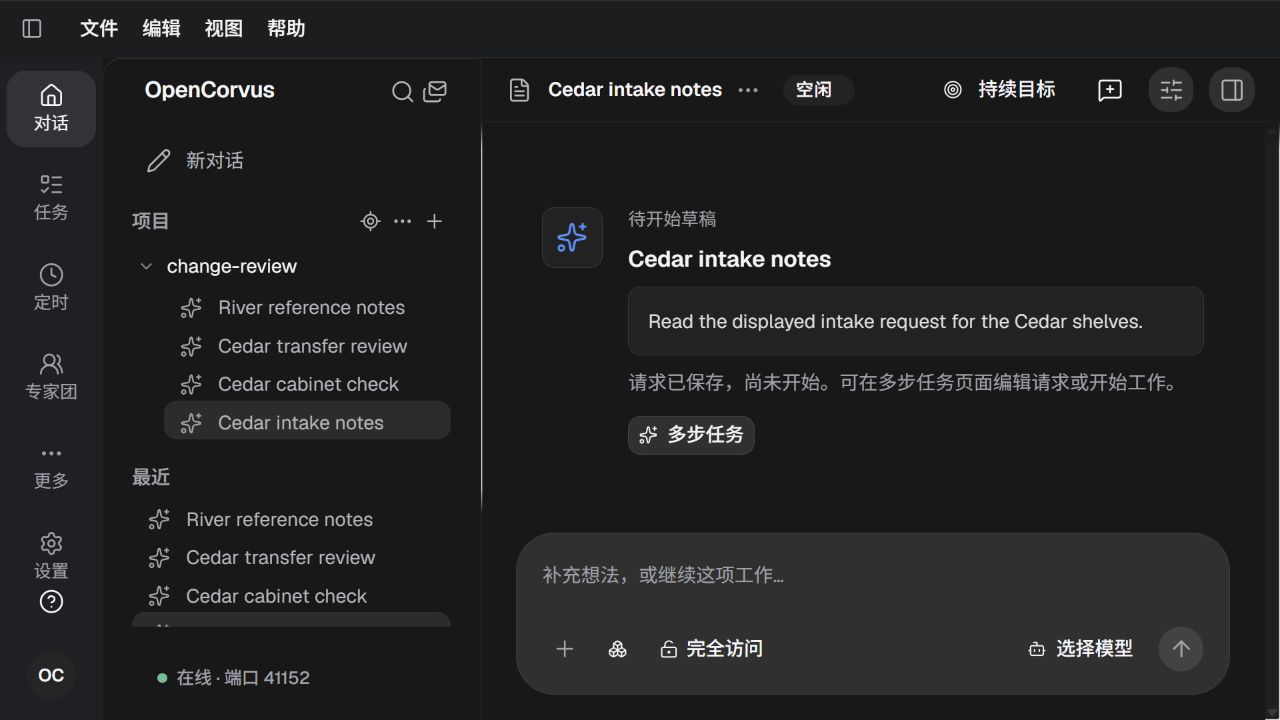 文件 编辑 视图 帮助
对话
任务
定时
专家团
更多
设置
OC
OpenCorvus
新对话
项目
change-review
River reference notes
Cedar transfer review
Cedar cabinet check
Cedar intake notes
最近
River reference notes
Cedar transfer review
Cedar cabinet check
在线 · 端口 41152
Cedar intake notes 空闲 持续目标
待开始草稿
Cedar intake notes
Read the displayed intake request for the Cedar shelves.
请求已保存，尚未开始。可在多步任务页面编辑请求或开始工作。
多步任务
补充想法，或继续这项工作...
完全访问 选择模型